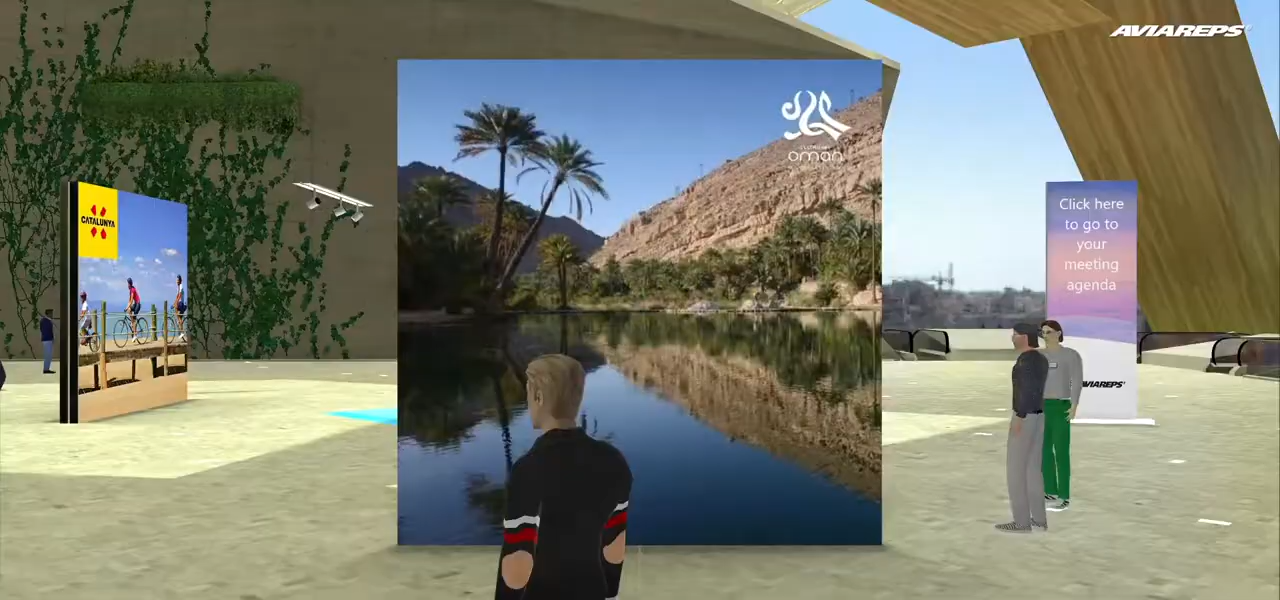 AVIAREPS
CATALUNYA
oman
Click here
to go to
your
meeting
agenda
AVIAREPS